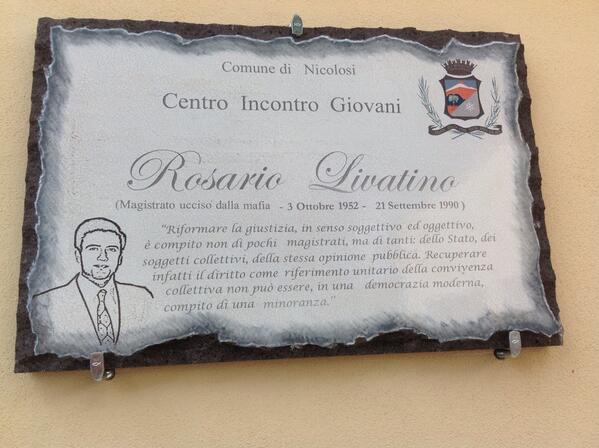 Comune di Nicolosi
Centro Incontro Giovani
Rosario Livatino
(Magistrato ucciso dalla mafia - 3 Ottobre 1952 - 21 Settembre 1990 )
"Riformare la giustizia, in senso soggettivo ed oggettivo,
è compito non di pochi magistrati, ma di tanti: dello Stato, dei
soggetti collettivi, della stessa opinione pubblica. Recuperare
infatti il diritto come riferimento unitario della convivenza
collettiva non può essere, in una democrazia moderna,
compito di una minoranza."